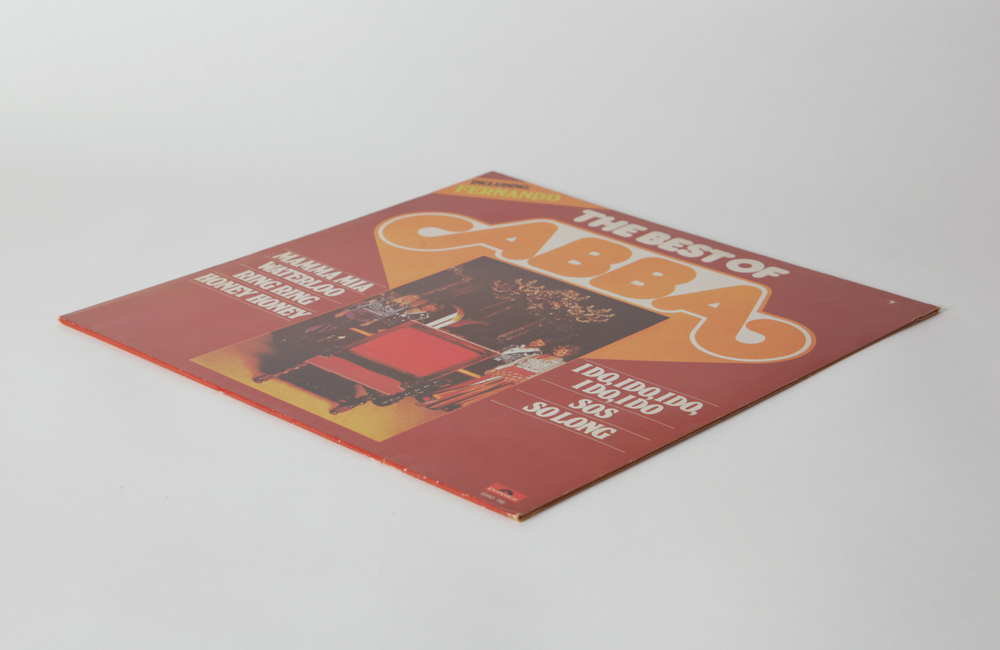 INCLUDING
FERNANDO
THE BEST OF
ABBA
MAMMA MIA
WATERLOO
RING RING
HONEY HONEY
I DO, I DO, I DO,
I DO, I DO
SOS
SO LONG